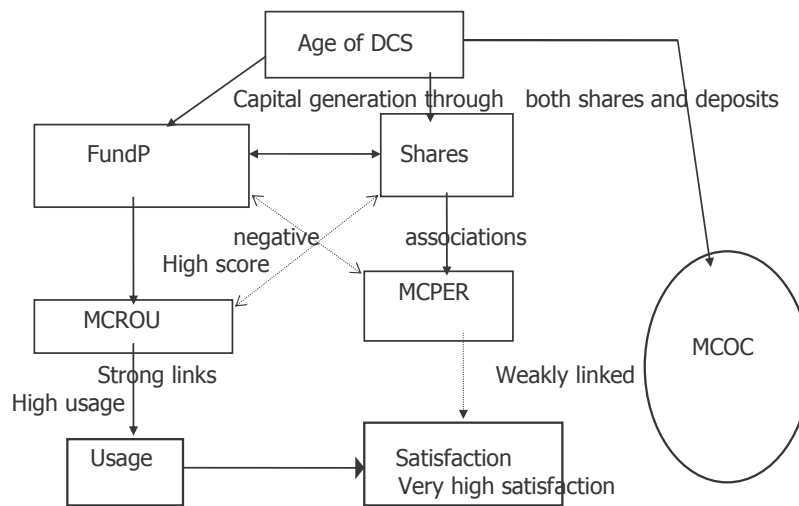 Age of DCS
Capital generation through both shares and deposits
FundP
Shares
negative associations
High score
MCPER
MCROU
MCOC
Strong links
Weakly linked
High usage
Usage
Satisfaction
Very high satisfaction